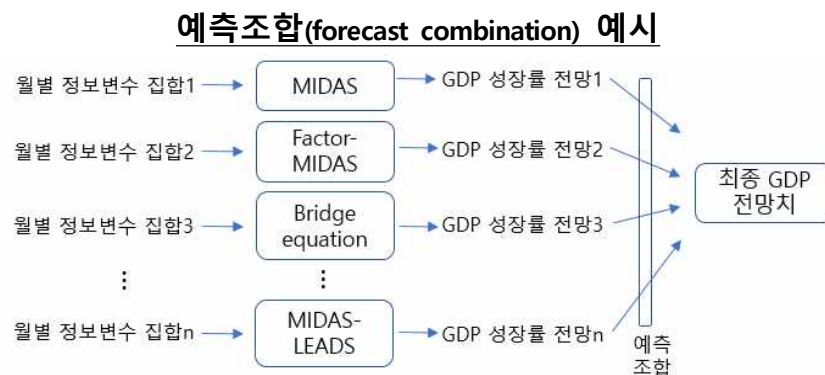 예측조합(forecast combination) 예시
월별 정보변수 집합1
MIDAS
GDP 성장률 전망1
월별 정보변수 집합2
Factor-
MIDAS
GDP 성장률 전망2
월별 정보변수 집합3
Bridge
equation
GDP 성장률 전망3
최종 GDP
전망치
⋮
⋮
월별 정보변수 집합n
MIDAS-
LEADS
GDP 성장률 전망n
예측
조합